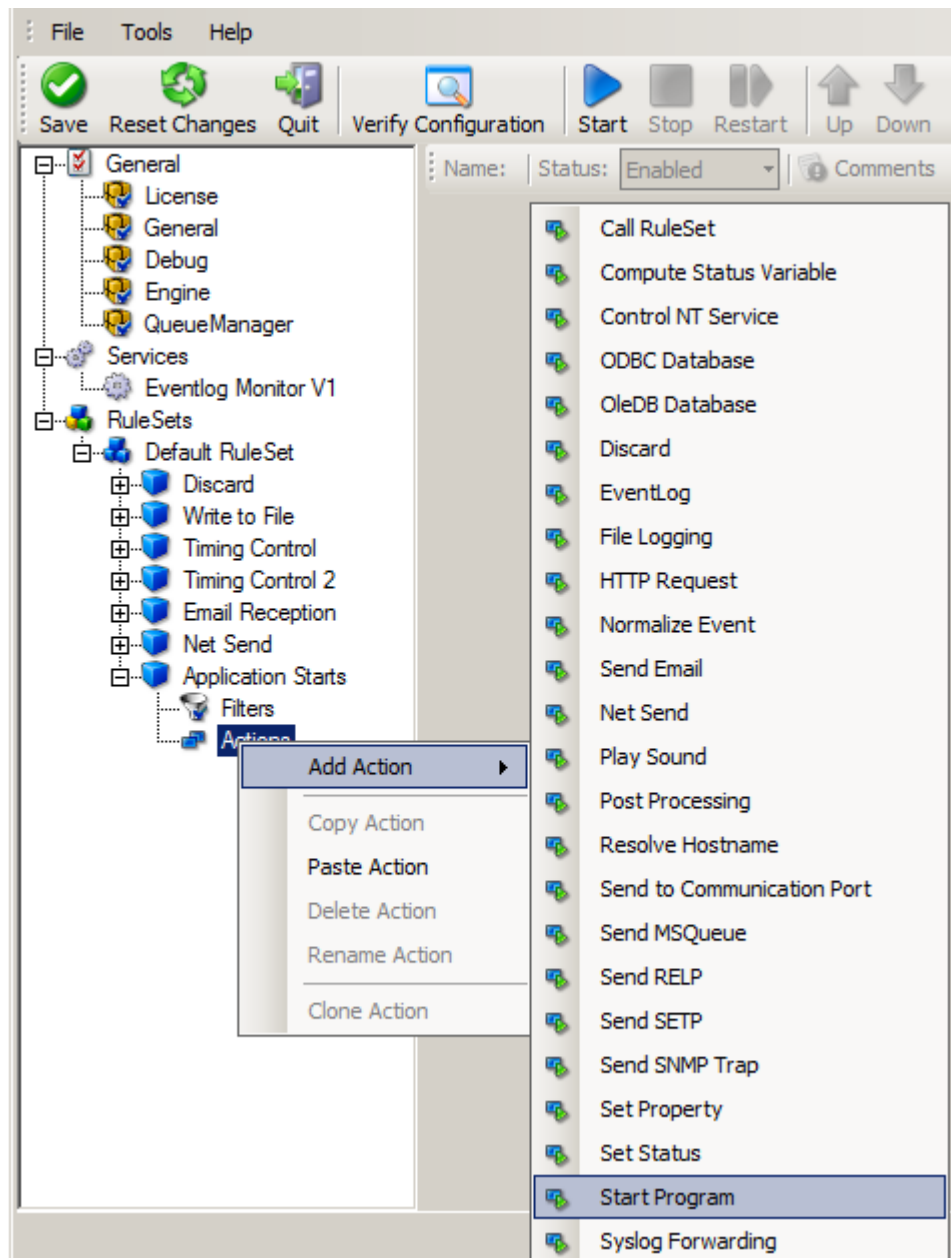 File Tools Help
Save Reset Changes Quit Verify Configuration Start Stop Restart Up Down
Name: Status: Enabled Comments
General
License
General
Debug
Engine
QueueManager
Services
Eventlog Monitor V1
RuleSets
Default RuleSet
Discard
Write to File
Timing Control
Timing Control 2
Email Reception
Net Send
Application Starts
Filters
Actions
Add Action
Copy Action
Paste Action
Delete Action
Rename Action
Clone Action
Call RuleSet
Compute Status Variable
Control NT Service
ODBC Database
OleDB Database
Discard
EventLog
File Logging
HTTP Request
Normalize Event
Send Email
Net Send
Play Sound
Post Processing
Resolve Hostname
Send to Communication Port
Send MSQueue
Send RELP
Send SETP
Send SNMP Trap
Set Property
Set Status
Start Program
Syslog Forwarding